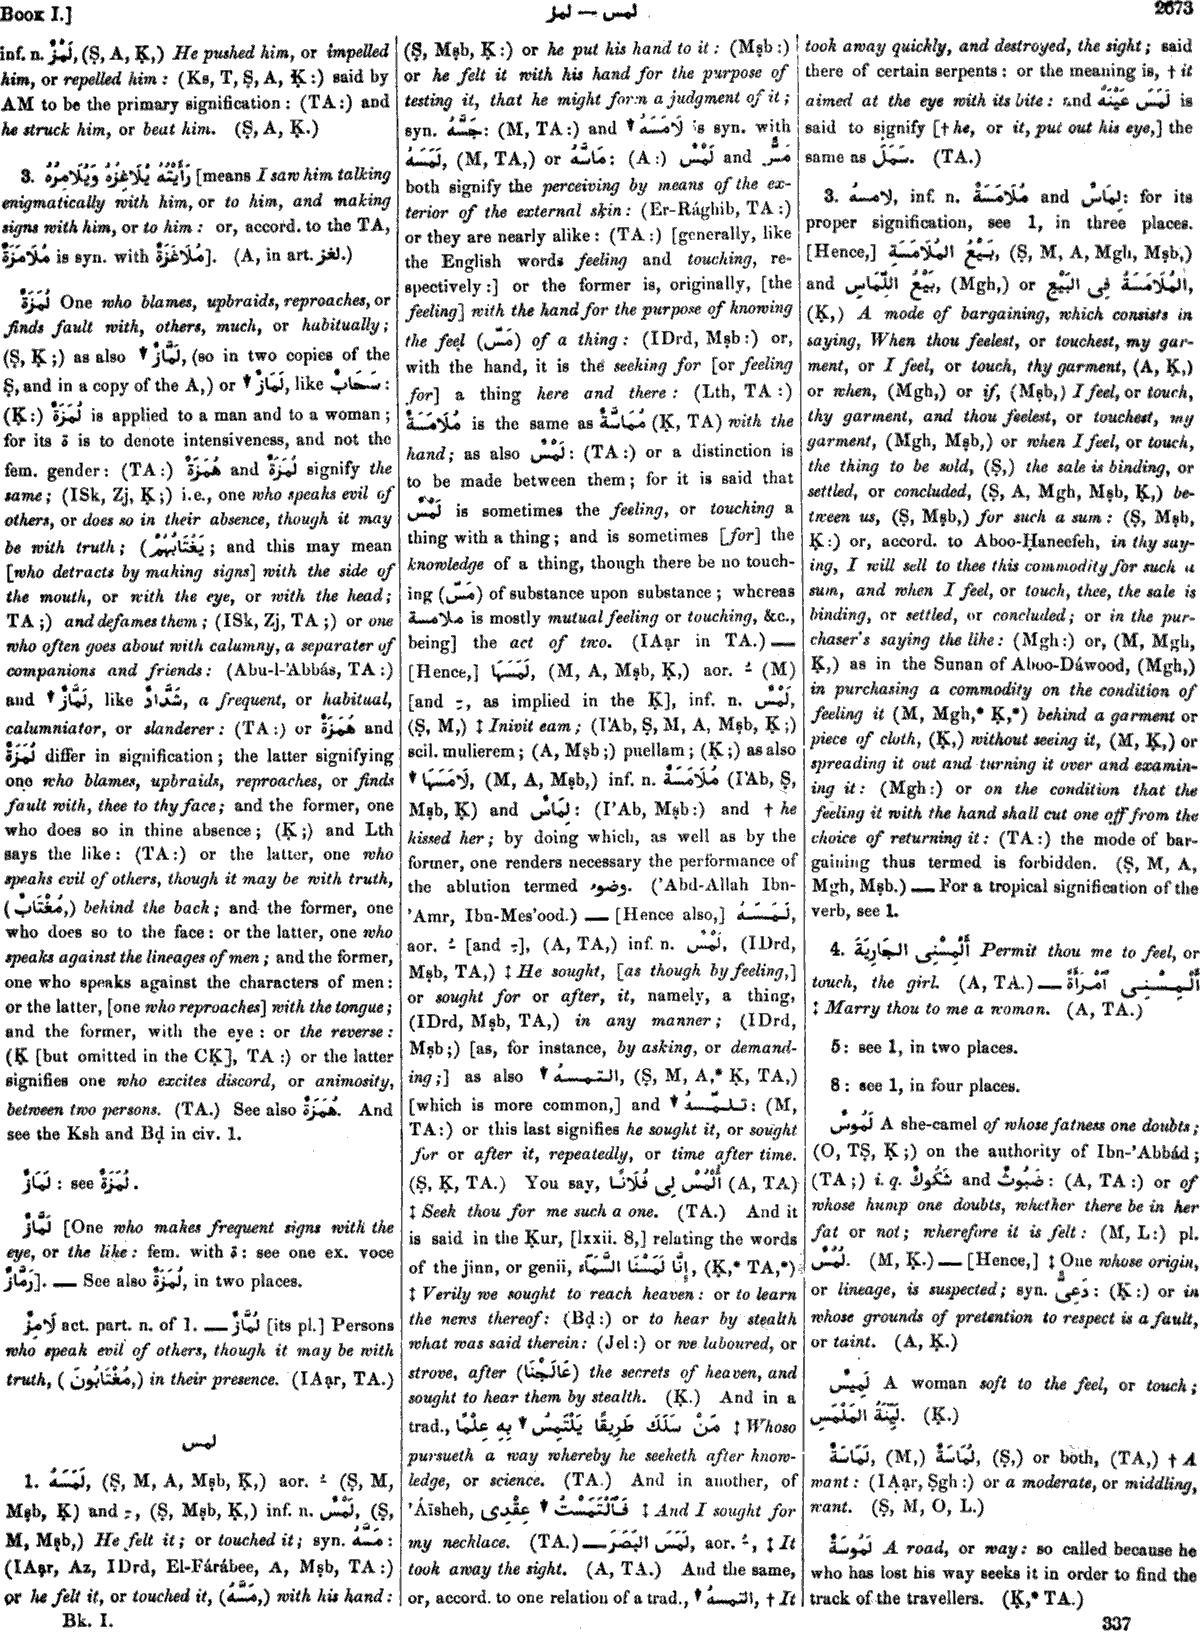 Book I.]
لمز — لمس
2673
inf. n. لَمْزٌ, (Ṣ, A, Ḳ,) He pushed him, or impelled
him, or repelled him: (Ks, T, Ṣ, A, Ḳ:) said by
AM to be the primary signification: (TA:) and
he struck him, or beat him. (Ṣ, A, Ḳ.)
3. رَأَيْتُهُ يُلَاغِزُهُ وَيُلَامِزُهُ [means I saw him talking
enigmatically with him, or to him, and making
signs with him, or to him: or, accord. to the TA,
مُلَامَزَةٌ is syn. with مُلَاغَزَةٌ]. (A, in art. لغز.)
لُمَزَةٌ One who blames, upbraids, reproaches, or
finds fault with, others, much, or habitually;
(Ṣ, Ḳ;) as also ▼ لَمَّازٌ, (so in two copies of the
Ṣ, and in a copy of the A,) or ▼ لَمَازٌ, like سَحَابٌ:
(Ḳ:) لُمَزَةٌ is applied to a man and to a woman;
for its ة is to denote intensiveness, and not the
fem. gender: (TA:) هُمَزَةٌ and لُمَزَةٌ signify the
same; (ISk, Zj, Ḳ;) i.e., one who speaks evil of
others, or does so in their absence, though it may
be with truth; (يَغْتَابُهُمْ; and this may mean
[who detracts by making signs] with the side of
the mouth, or with the eye, or with the head;
TA;) and defames them; (ISk, Zj, TA;) or one
who often goes about with calumny, a separater of
companions and friends: (Abu-l-'Abbás, TA:)
and ▼ لَمَّازٌ, like شَدَّادٌ, a frequent, or habitual,
calumniator, or slanderer: (TA:) or هُمَزَةٌ and
لُمَزَةٌ differ in signification; the latter signifying
one who blames, upbraids, reproaches, or finds
fault with, thee to thy face; and the former, one
who does so in thine absence; (Ḳ;) and Lth
says the like: (TA:) or the latter, one who
speaks evil of others, though it may be with truth,
(مُغْتَابٌ,) behind the back; and the former, one
who does so to the face: or the latter, one who
speaks against the lineages of men; and the former,
one who speaks against the characters of men:
or the latter, [one who reproaches] with the tongue;
and the former, with the eye: or the reverse:
(Ḳ [but omitted in the CḲ], TA:) or the latter
signifies one who excites discord, or animosity,
between two persons. (TA.) See also هُمَزَةٌ. And
see the Ksh and Bḍ in civ. 1.
لَمَازٌ: see لُمَزَةٌ.
لَمَّازٌ [One who makes frequent signs with the
eye, or the like: fem. with ة: see one ex. voce
رَمَّازٌ]. — See also لُمَزَةٌ, in two places.
لَامِزٌ act. part. n. of 1. — لُمَّازٌ [its pl.] Persons
who speak evil of others, though it may be with
truth, (مُغْتَابُونَ,) in their presence. (IAạr, TA.)
لمس
1. لَمَسَهُ, (Ṣ, M, A, Mṣb, Ḳ,) aor. ـُ (Ṣ, M,
Mṣb, Ḳ) and ـِ, (Ṣ, Mṣb, Ḳ,) inf. n. لَمْسٌ, (Ṣ,
M, Mṣb,) He felt it; or touched it; syn. مَسَّهُ:
(IAạr, Az, IDrd, El-Fárábee, A, Mṣb, TA:)
or he felt it, or touched it, (مَسَّهُ,) with his hand:
Bk. I.
(Ṣ, Mṣb, Ḳ:) or he put his hand to it: (Mṣb:)
or he felt it with his hand for the purpose of
testing it, that he might form a judgment of it;
syn. جَسَّهُ: (M, TA:) and ▼ لَامَسَهُ is syn. with
لَمَسَهُ, (M, TA,) or مَاسَّهُ: (A:) لَمْسٌ and مَسٌّ
both signify the perceiving by means of the ex-
terior of the external skin: (Er-Rághib, TA:)
or they are nearly alike: (TA:) [generally, like
the English words feeling and touching, re-
spectively:] or the former is, originally, [the
feeling] with the hand for the purpose of knowing
the feel (مَسّ) of a thing: (IDrd, Mṣb:) or,
with the hand, it is the seeking for [or feeling
for] a thing here and there: (Lth, TA:)
مُلَامَسَةٌ is the same as مُمَاسَّةٌ (Ḳ, TA) with the
hand; as also لَمْسٌ: (TA:) or a distinction is
to be made between them; for it is said that
لَمْسٌ is sometimes the feeling, or touching a
thing with a thing; and is sometimes [for] the
knowledge of a thing, though there be no touch-
ing (مَسّ) of substance upon substance; whereas
ملامسة is mostly mutual feeling or touching, &c.,
being] the act of two. (IAạr in TA.) —
[Hence,] لَمَسَهَا, (M, A, Mṣb, Ḳ,) aor. ـُ (M)
[and ـِ, as implied in the Ḳ], inf. n. لَمْسٌ,
(Ṣ, M,) ‡ Inivit eam; (I'Ab, Ṣ, M, A, Mṣb, Ḳ;)
scil. mulierem; (A, Mṣb;) puellam; (Ḳ;) as also
▼ لَامَسَهَا, (M, A, Mṣb,) inf. n. مُلَامَسَةٌ (I'Ab, Ṣ,
Mṣb, Ḳ) and لِمَاسٌ: (I'Ab, Mṣb:) and † he
kissed her; by doing which, as well as by the
former, one renders necessary the performance of
the ablution termed وضوء. ('Abd-Allah Ibn-
'Amr, Ibn-Mes'ood.) — [Hence also,] لَمَسَهُ,
aor. ـُ [and ـِ], (A, TA,) inf. n. لَمْسٌ, (IDrd,
Mṣb, TA,) ‡ He sought, [as though by feeling,]
or sought for or after, it, namely, a thing,
(IDrd, Mṣb, TA,) in any manner; (IDrd,
Mṣb;) [as, for instance, by asking, or demand-
ing;] as also ▼ التمسهُ, (Ṣ, M, A,* Ḳ, TA,)
[which is more common,] and ▼ تلمّسهُ: (M,
TA:) or this last signifies he sought it, or sought
for or after it, repeatedly, or time after time.
(Ṣ, Ḳ, TA.) You say, أُلْمُسْ لِى فُلَانًا (A, TA)
‡ Seek thou for me such a one. (TA.) And it
is said in the Ḳur, [lxxii. 8,] relating the words
of the jinn, or genii, إِنَّا لَمَسْنَا السَّمَآءَ, (Ḳ,* TA,*)
‡ Verily we sought to reach heaven: or to learn
the news thereof: (Bḍ:) or to hear by stealth
what was said therein: (Jel:) or we laboured, or
strove, after (عَالَجْنَا) the secrets of heaven, and
sought to hear them by stealth. (Ḳ.) And in a
trad., مَنْ سَلَكَ طَرِيقًا يَلْتَمِسُ ▼ بِهِ عِلْمًا ‡ Whoso
pursueth a way whereby he seeketh after know-
ledge, or science. (TA.) And in another, of
'Áïsheh, فَٱلْتَمَسْتُ ▼ عِقْدِى ‡ And I sought for
my necklace. (TA.) — لَمَسَ البَصَرَ, aor. ـُ, ‡ It
took away the sight. (A, TA.) And the same,
or, accord. to one relation of a trad., ▼ التمسهُ, † It
took away quickly, and destroyed, the sight; said
there of certain serpents: or the meaning is, † it
aimed at the eye with its bite: and لَمَسَ عَيْنَهُ is
said to signify [† he, or it, put out his eye,] the
same as سَمَلَ. (TA.)
3. لامسهُ, inf. n. مُلَامَسَةٌ and لِمَاسٌ: for its
proper signification, see 1, in three places.
[Hence,] بَيْعُ المُلَامَسَةِ, (Ṣ, M, A, Mgh, Mṣb,)
and بَيْعُ اللِّمَاسِ, (Mgh,) or المُلَامَسَةُ فِى البَيْعِ,
(Ḳ,) A mode of bargaining, which consists in
saying, When thou feelest, or touchest, my gar-
ment, or I feel, or touch, thy garment, (A, Ḳ,)
or when, (Mgh,) or if, (Mṣb,) I feel, or touch,
thy garment, and thou feelest, or touchest, my
garment, (Mgh, Mṣb,) or when I feel, or touch,
the thing to be sold, (Ṣ,) the sale is binding, or
settled, or concluded, (Ṣ, A, Mgh, Mṣb, Ḳ,) be-
tween us, (Ṣ, Mṣb,) for such a sum: (Ṣ, Mṣb,
Ḳ:) or, accord. to Aboo-Ḥaneefeh, in thy say-
ing, I will sell to thee this commodity for such a
sum, and when I feel, or touch, thee, the sale is
binding, or settled, or concluded; or in the pur-
chaser's saying the like: (Mgh:) or, (M, Mgh,
Ḳ,) as in the Sunan of Aboo-Dáwood, (Mgh,)
in purchasing a commodity on the condition of
feeling it (M, Mgh,* Ḳ,*) behind a garment or
piece of cloth, (Ḳ,) without seeing it, (M, Ḳ,) or
spreading it out and turning it over and examin-
ing it: (Mgh:) or on the condition that the
feeling it with the hand shall cut one off from the
choice of returning it: (TA:) the mode of bar-
gaining thus termed is forbidden. (Ṣ, M, A,
Mgh, Mṣb.) — For a tropical signification of the
verb, see 1.
4. أَلْمِسْنِى الجَارِيَةَ Permit thou me to feel, or
touch, the girl. (A, TA.) — أَلْمِسْنِى ٱمْرَأَةً
‡ Marry thou to me a woman. (A, TA.)
5: see 1, in two places.
8: see 1, in four places.
لَمُوسٌ A she-camel of whose fatness one doubts;
(O, TṢ, Ḳ;) on the authority of Ibn-'Abbád;
(TA;) i. q. شَكُوكٌ and ضَبُوثٌ: (A, TA:) or of
whose hump one doubts, whether there be in her
fat or not; wherefore it is felt: (M, L:) pl.
لُمْسٌ. (M, Ḳ.) — [Hence,] ‡ One whose origin,
or lineage, is suspected; syn. دَعِىٌّ: (Ḳ:) or in
whose grounds of pretention to respect is a fault,
or taint. (A, Ḳ.)
لَمِيسٌ A woman soft to the feel, or touch;
لَيِّنَةُ المَلْمَسِ. (Ḳ.)
لَمَاسَةٌ, (M,) لُمَاسَةٌ, (Ṣ,) or both, (TA,) † A
want: (IAạr, Ṣgh:) or a moderate, or middling,
want. (Ṣ, M, O, L.)
لَمُوسَةٌ A road, or way: so called because he
who has lost his way seeks it in order to find the
track of the travellers. (Ḳ,* TA.)
337